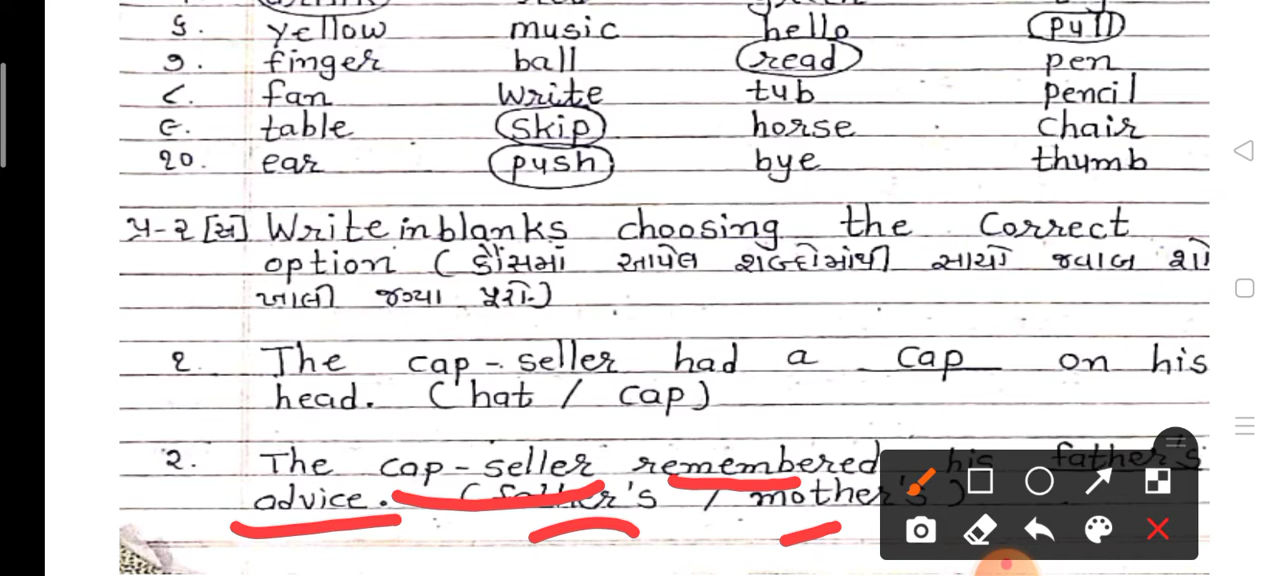 ૬. yellow music hello pull
૭. finger ball read pen
૮. fan write tub pencil
૯. table skip horse chair
૧૦. ear push bye thumb
પ્ર-૨ [અ] Write in blanks choosing the correct
option ( કૌંસમાં આપેલ શબ્દોમાંથી સાચો જવાબ શો
ખાલી જગ્યા પૂરો.)
૧. The cap-seller had a cap on his
head. (hat / cap)
૨. The cap-seller remembered his father's
advice. (father's / mother's)